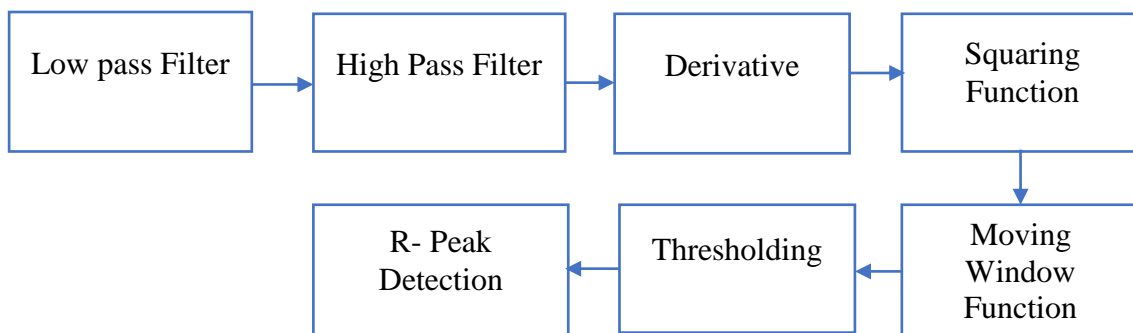 Low pass Filter
High Pass Filter
Derivative
Squaring
Function
Moving
Window
Function
Thresholding
R- Peak
Detection